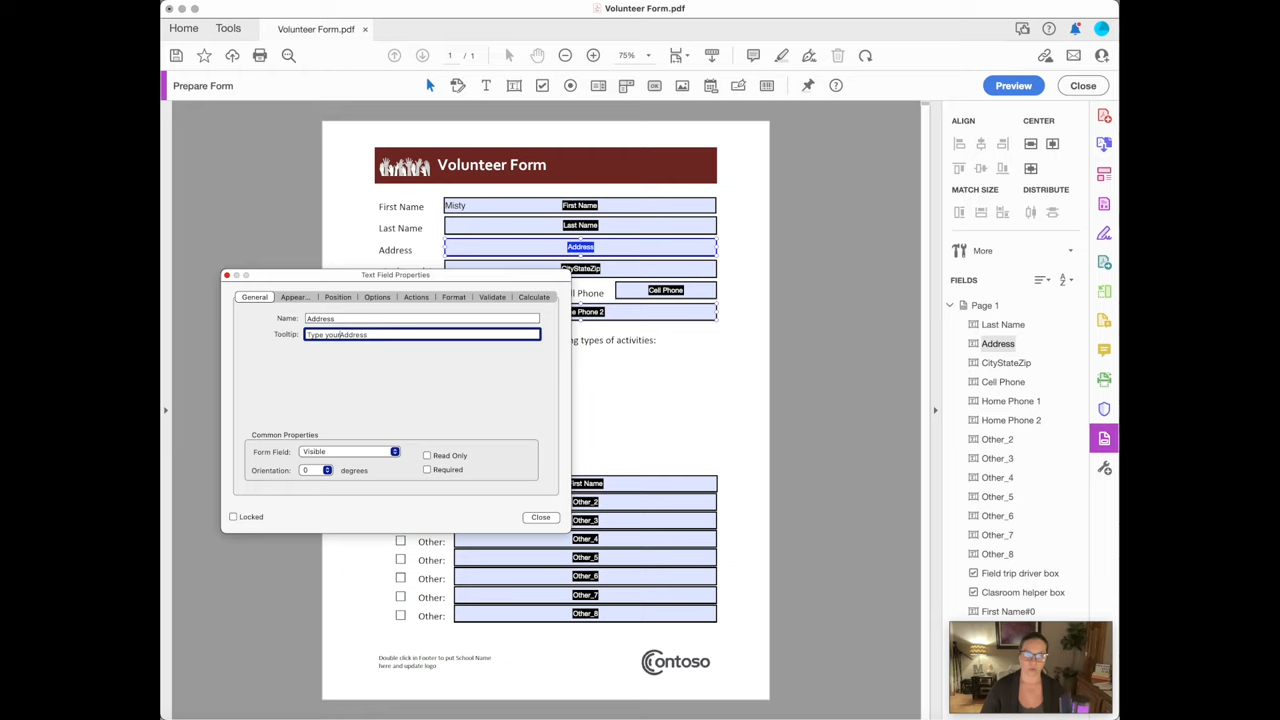 Volunteer Form.pdf
Home
Tools
Volunteer Form.pdf
1 / 1
75%
Prepare Form
Preview
Close
Volunteer Form
First Name
Misty
First Name
Last Name
Last Name
Address
Address
CityStateZip
ll Phone
Cell Phone
e Phone 2
ng types of activities:
Text Field Properties
General
Appear...
Position
Options
Actions
Format
Validate
Calculate
Name:
Address
Tooltip:
Type yourAddress
Common Properties
Form Field:
Visible
Orientation:
0
degrees
Read Only
Required
Locked
Close
irst Name
Other_2
Other_3
Other:
Other_4
Other:
Other_5
Other:
Other_6
Other:
Other_7
Other:
Other_8
Double click in Footer to put School Name
here and update logo
Contoso
ALIGN
CENTER
MATCH SIZE
DISTRIBUTE
More
FIELDS
Page 1
Last Name
Address
CityStateZip
Cell Phone
Home Phone 1
Home Phone 2
Other_2
Other_3
Other_4
Other_5
Other_6
Other_7
Other_8
Field trip driver box
Clasroom helper box
First Name#0